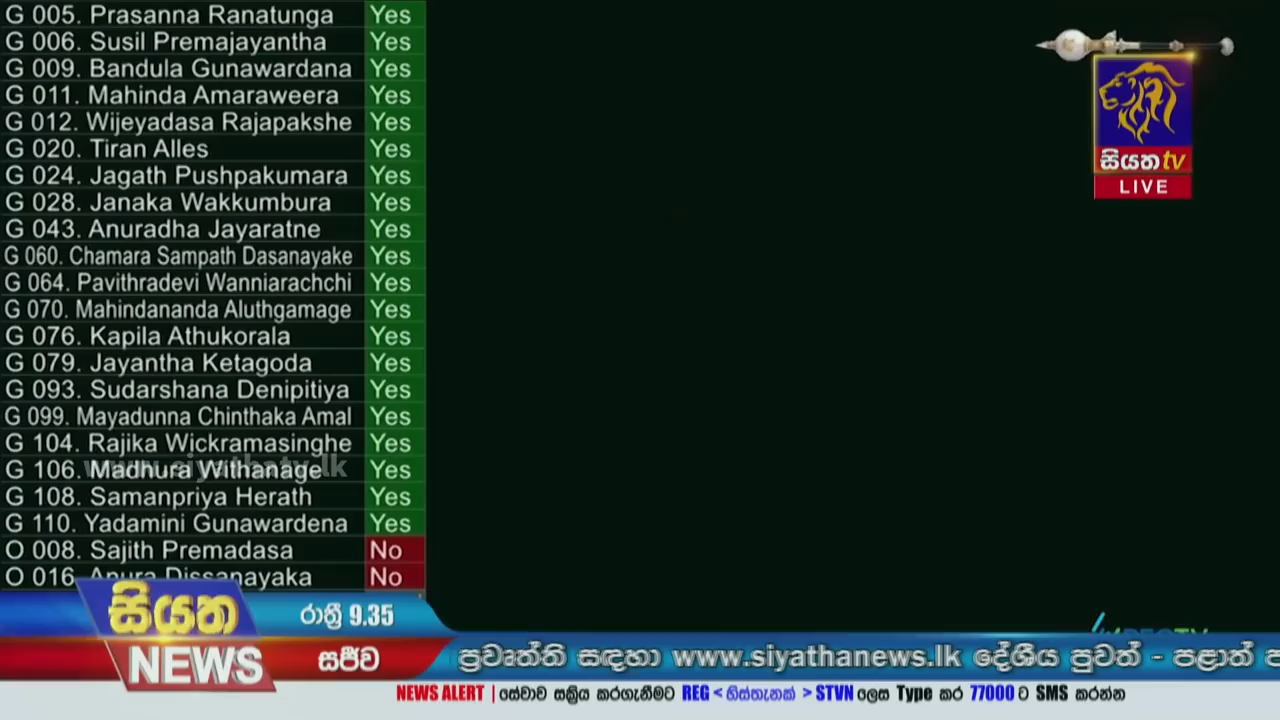 G 005. Prasanna Ranatunga Yes
G 006. Susil Premajayantha Yes
G 009. Bandula Gunawardana Yes
G 011. Mahinda Amaraweera Yes
G 012. Wijeyadasa Rajapakshe Yes
G 020. Tiran Alles Yes
G 024. Jagath Pushpakumara Yes
G 028. Janaka Wakkumbura Yes
G 043. Anuradha Jayaratne Yes
G 060. Chamara Sampath Dasanayake Yes
G 064. Pavithradevi Wanniarachchi Yes
G 070. Mahindananda Aluthgamage Yes
G 076. Kapila Athukorala Yes
G 079. Jayantha Ketagoda Yes
G 093. Sudarshana Denipitiya Yes
G 099. Mayadunna Chinthaka Amal Yes
G 104. Rajika Wickramasinghe Yes
www.siyathatv.lk
G 106. Madhura Withanage Yes
G 108. Samanpriya Herath Yes
G 110. Yadamini Gunawardena Yes
O 008. Sajith Premadasa No
O 016. Anura Dissanayaka No
සියත tv
LIVE
සියත
NEWS
රාත්‍රී 9.35
සජීව
ප්‍රවෘත්ති සඳහා www.siyathanews.lk දේශීය පුවත් - පළාත්
NEWS ALERT | සේවාව සක්‍රිය කරගැනීමට REG < හිස්තැනක් > STVN ලෙස Type කර 77000 ට SMS කරන්න